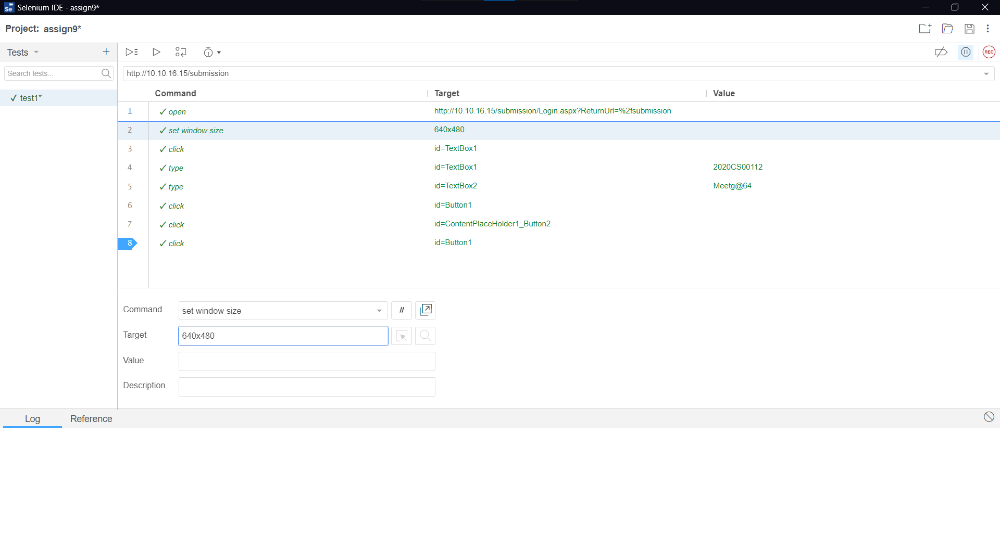 Selenium IDE - assign9*
Project: assign9*
Tests
Search tests...
✓ test1*
REC
http://10.10.16.15/submission
Command Target Value
1 ✓ open http://10.10.16.15/submission/Login.aspx?ReturnUrl=%2fsubmission
2 ✓ set window size 640x480
3 ✓ click id=TextBox1
4 ✓ type id=TextBox1 2020CS00112
5 ✓ type id=TextBox2 Meetg@64
6 ✓ click id=Button1
7 ✓ click id=ContentPlaceHolder1_Button2
8 ✓ click id=Button1
Command set window size //
Target 640x480
Value
Description
Log Reference